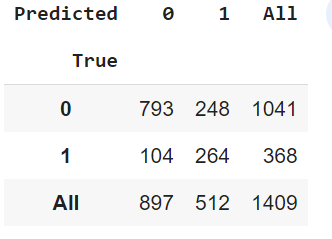 Predicted 0 1 All
True
0 793 248 1041
1 104 264 368
All 897 512 1409